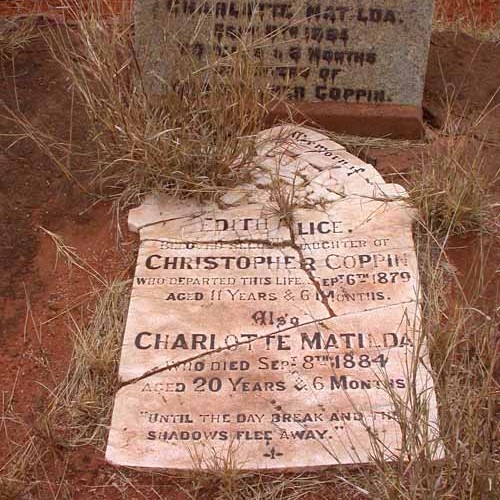 CHARLOTTE MATILDA.
6 MONTHS
OF
COPPIN.
In Memory of
EDITH ALICE.
DAUGHTER OF
CHRISTOPHER COPPIN
WHO DEPARTED THIS LIFE SEPT 6TH 1879
AGED 11 YEARS & 6 MONTHS.
Also
CHARLOTTE MATILDA
WHO DIED SEPT 8TH 1884
AGED 20 YEARS & 6 MONTHS
"UNTIL THE DAY BREAK AND THE
SHADOWS FLEE AWAY."